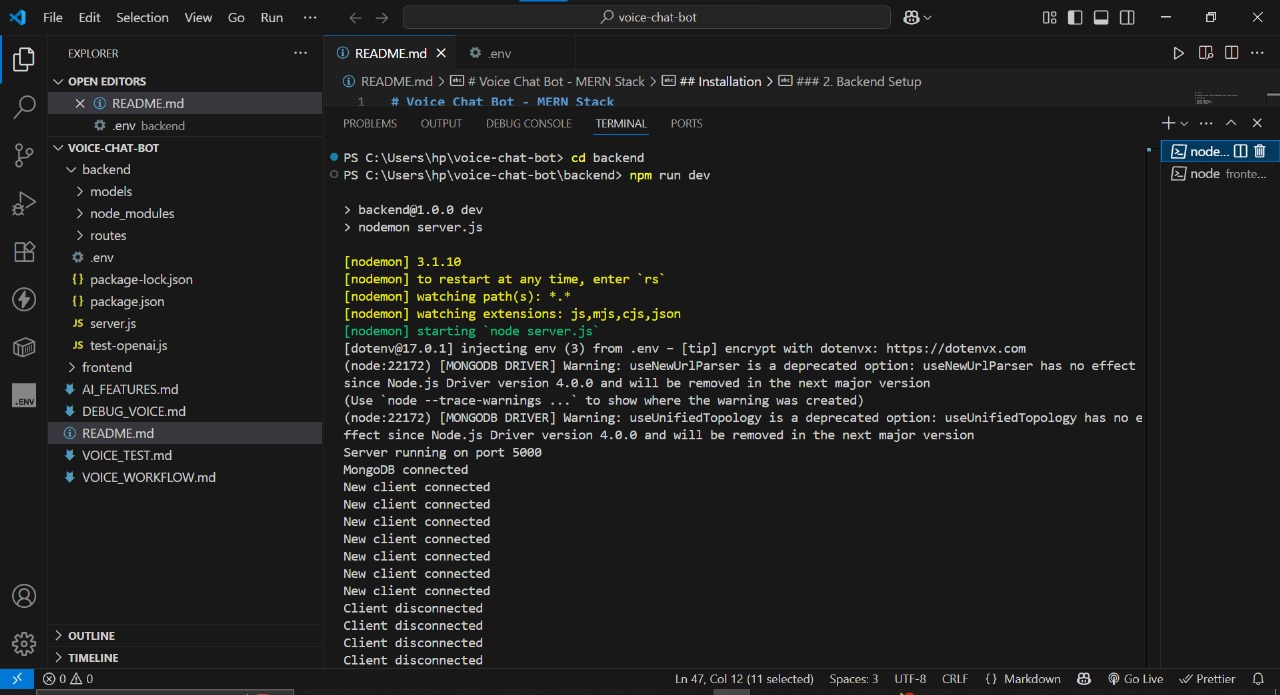 File Edit Selection View Go Run ···
voice-chat-bot
EXPLORER
OPEN EDITORS
README.md
.env backend
VOICE-CHAT-BOT
backend
models
node_modules
routes
.env
package-lock.json
package.json
JS server.js
JS test-openai.js
frontend
AI_FEATURES.md
DEBUG_VOICE.md
README.md
VOICE_TEST.md
VOICE_WORKFLOW.md
.ENV
OUTLINE
TIMELINE
README.md
.env
README.md > # Voice Chat Bot - MERN Stack > ## Installation > ### 2. Backend Setup
1 # Voice Chat Bot - MERN Stack
PROBLEMS OUTPUT DEBUG CONSOLE TERMINAL PORTS
PS C:\Users\hp\voice-chat-bot> cd backend
PS C:\Users\hp\voice-chat-bot\backend> npm run dev
> backend@1.0.0 dev
> nodemon server.js
[nodemon] 3.1.10
[nodemon] to restart at any time, enter `rs`
[nodemon] watching path(s): *.*
[nodemon] watching extensions: js,mjs,cjs,json
[nodemon] starting `node server.js`
[dotenv@17.0.1] injecting env (3) from .env – [tip] encrypt with dotenvx: https://dotenvx.com
(node:22172) [MONGODB DRIVER] Warning: useNewUrlParser is a deprecated option: useNewUrlParser has no effect
since Node.js Driver version 4.0.0 and will be removed in the next major version
(Use `node --trace-warnings ...` to show where the warning was created)
(node:22172) [MONGODB DRIVER] Warning: useUnifiedTopology is a deprecated option: useUnifiedTopology has no e
ffect since Node.js Driver version 4.0.0 and will be removed in the next major version
Server running on port 5000
MongoDB connected
New client connected
New client connected
New client connected
New client connected
New client connected
New client connected
New client connected
Client disconnected
Client disconnected
Client disconnected
Client disconnected
node...
node fronte...
0 0
Ln 47, Col 12 (11 selected) Spaces: 3 UTF-8 CRLF {} Markdown Go Live Prettier